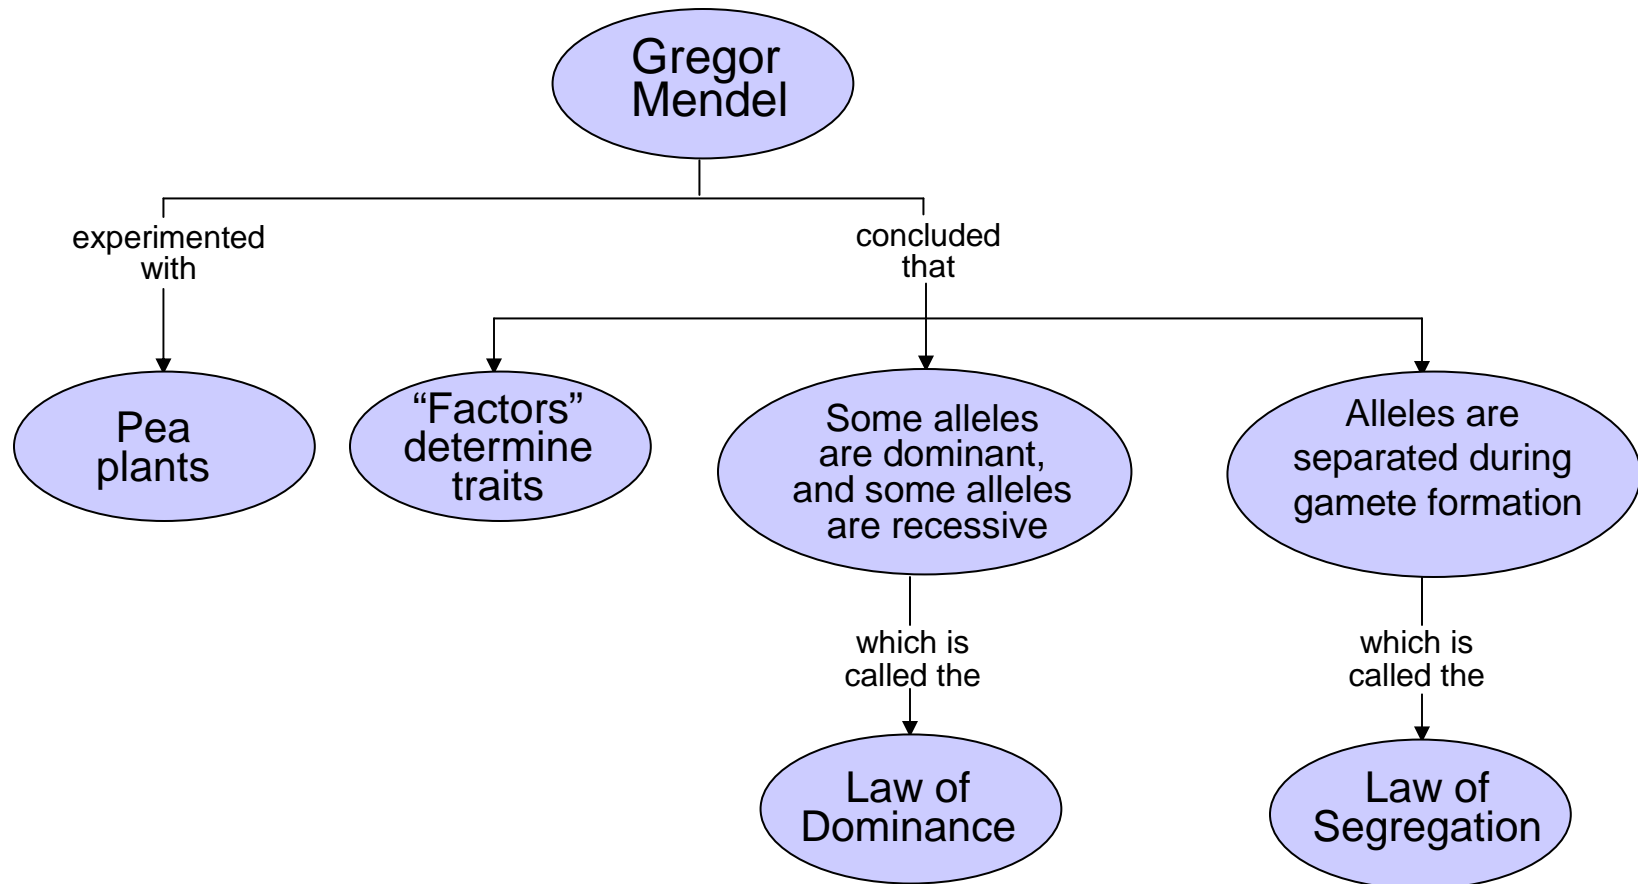 Gregor
Mendel
experimented
with
concluded
that
Pea
plants
“Factors”
determine
traits
Some alleles
are dominant,
and some alleles
are recessive
Alleles are
separated during
gamete formation
which is
called the
which is
called the
Law of
Dominance
Law of
Segregation